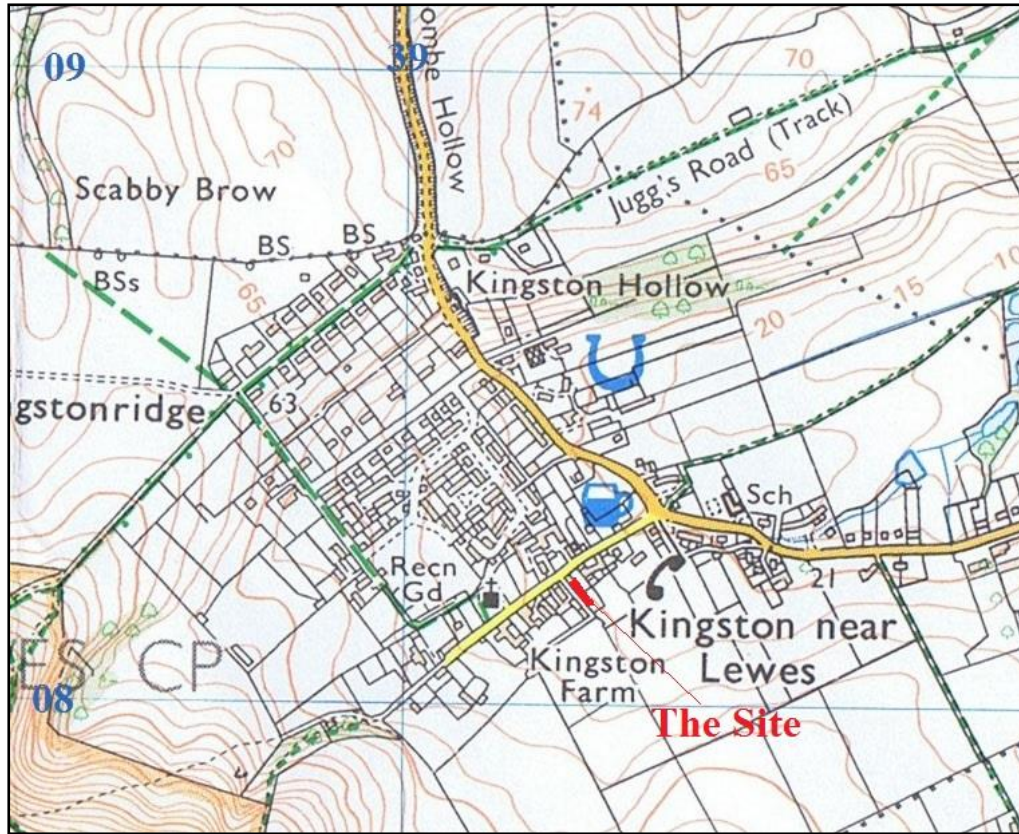 09
39
ombe Hollow
70
74
Jugg's Road (Track)
65
Scabby Brow
70
BS
BS
BSs
65
Kingston Hollow
10
15
20
gstonridge
63
Sch
Recn
Gd
21
Kingston near
Lewes
Kingston
Farm
ES CP
08
The Site